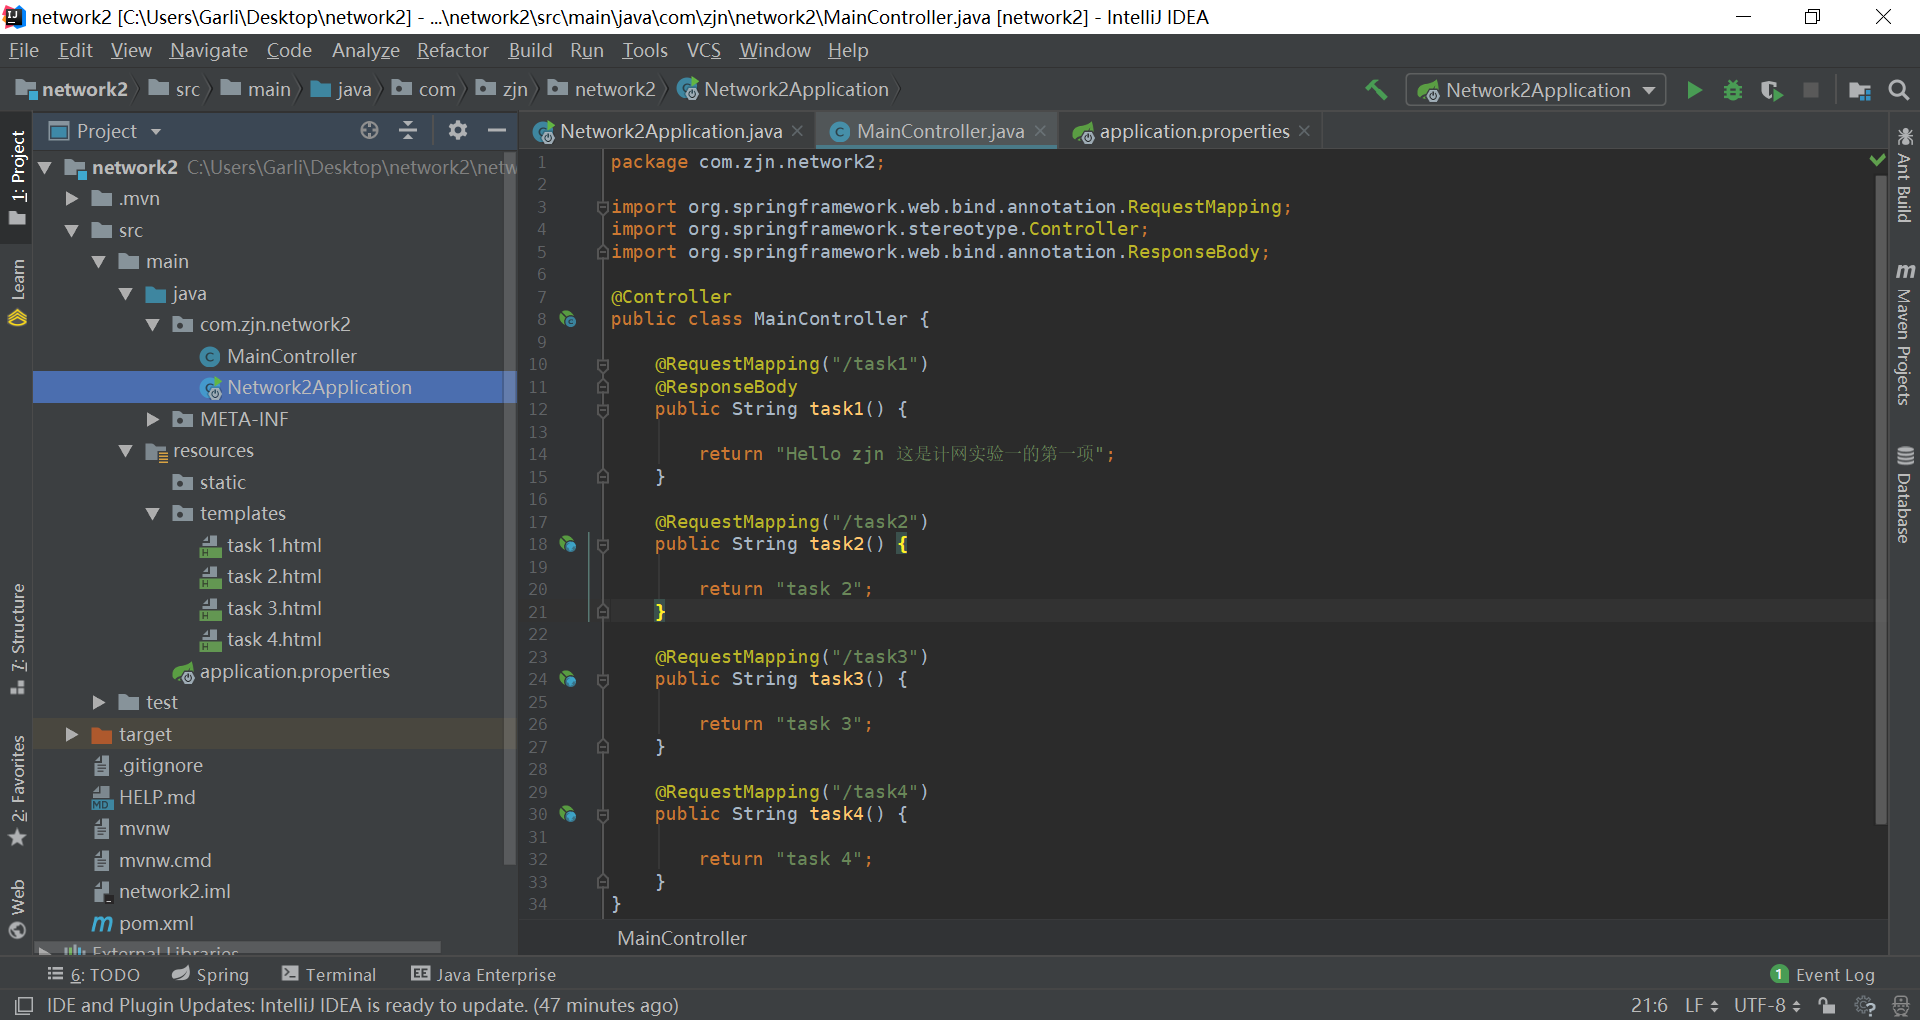 network2 [C:\Users\Garli\Desktop\network2] - ...\network2\src\main\java\com\zjn\network2\MainController.java [network2] - IntelliJ IDEA
File Edit View Navigate Code Analyze Refactor Build Run Tools VCS Window Help
network2 src main java com zjn network2 Network2Application
Network2Application
Project
Network2Application.java MainController.java application.properties
1: Project
Learn
7: Structure
2: Favorites
Web
network2 C:\Users\Garli\Desktop\network2\netw
.mvn
src
main
java
com.zjn.network2
MainController
Network2Application
META-INF
resources
static
templates
task 1.html
task 2.html
task 3.html
task 4.html
application.properties
test
target
.gitignore
HELP.md
mvnw
mvnw.cmd
network2.iml
pom.xml
External Libraries
1 package com.zjn.network2;
2
3 import org.springframework.web.bind.annotation.RequestMapping;
4 import org.springframework.stereotype.Controller;
5 import org.springframework.web.bind.annotation.ResponseBody;
6
7 @Controller
8 public class MainController {
9
10 @RequestMapping("/task1")
11 @ResponseBody
12 public String task1() {
13
14 return "Hello zjn 这是计网实验一的第一项";
15 }
16
17 @RequestMapping("/task2")
18 public String task2() {
19
20 return "task 2";
21 }
22
23 @RequestMapping("/task3")
24 public String task3() {
25
26 return "task 3";
27 }
28
29 @RequestMapping("/task4")
30 public String task4() {
31
32 return "task 4";
33 }
34 }
MainController
Ant Build
Maven Projects
Database
6: TODO Spring Terminal Java Enterprise 1 Event Log
IDE and Plugin Updates: IntelliJ IDEA is ready to update. (47 minutes ago) 21:6 LF UTF-8